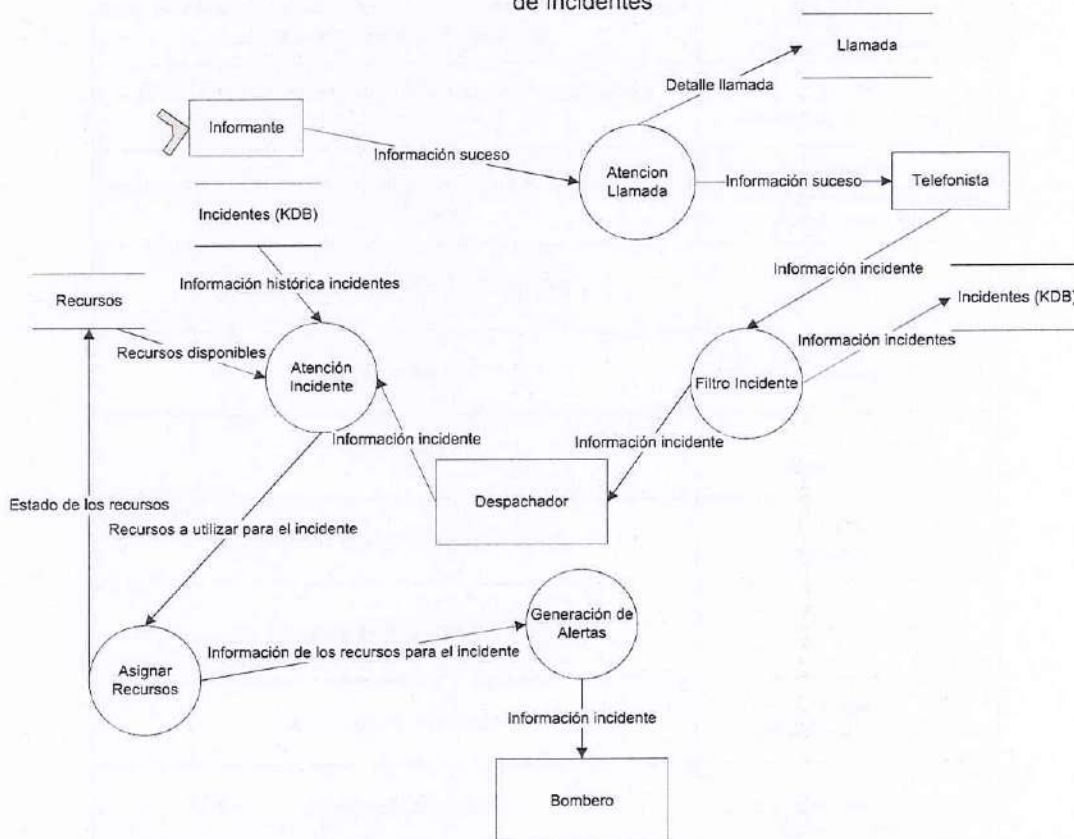 de Incidentes
Llamada
Detalle llamada
Informante
Información suceso
Atencion
Llamada
Información suceso
Telefonista
Incidentes (KDB)
Información incidente
Información histórica incidentes
Recursos
Incidentes (KDB)
Recursos disponibles
Información incidentes
Atención
Incidente
Filtro Incidente
Información incidente
Información incidente
Despachador
Estado de los recursos
Recursos a utilizar para el incidente
Generación de
Alertas
Información de los recursos para el incidente
Asignar
Recursos
Información incidente
Bombero